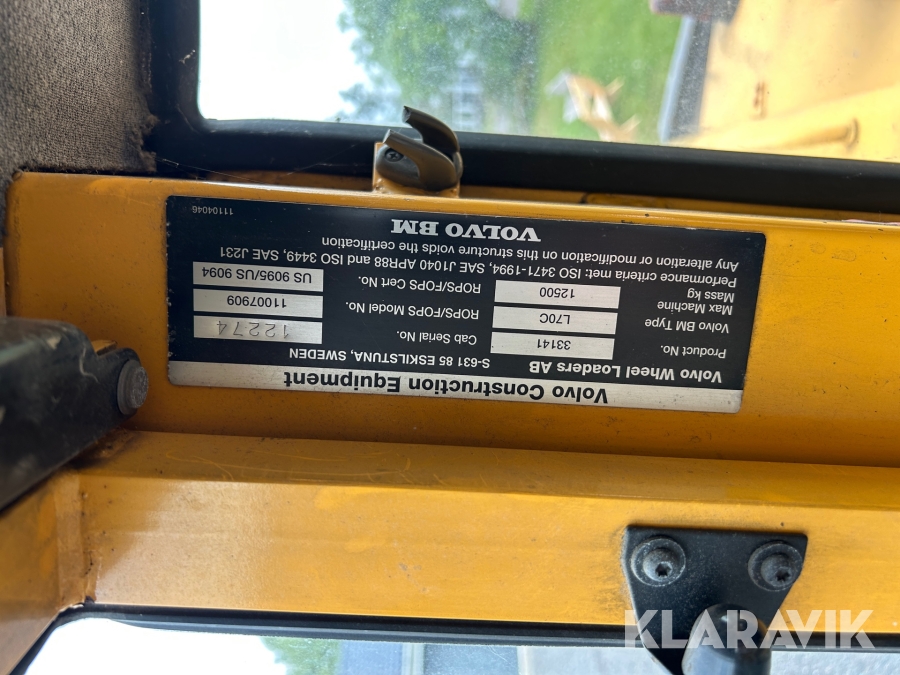 Volvo Construction Equipment
Volvo Wheel Loaders AB
S-631 85 ESKILSTUNA, SWEDEN
Product No. 33141 Cab Serial No. 12274
Volvo BM Type L70C ROPS/FOPS Model No. 11007909
Max Machine
Mass kg 12500 ROPS/FOPS Cert No. US 9095/US 9094
Performance criteria met: ISO 3471-1994, SAE J1040 APR88 and ISO 3449, SAE J231
Any alteration or modification on this structure voids the certification
VOLVO BM
11104046
KLARAVIK